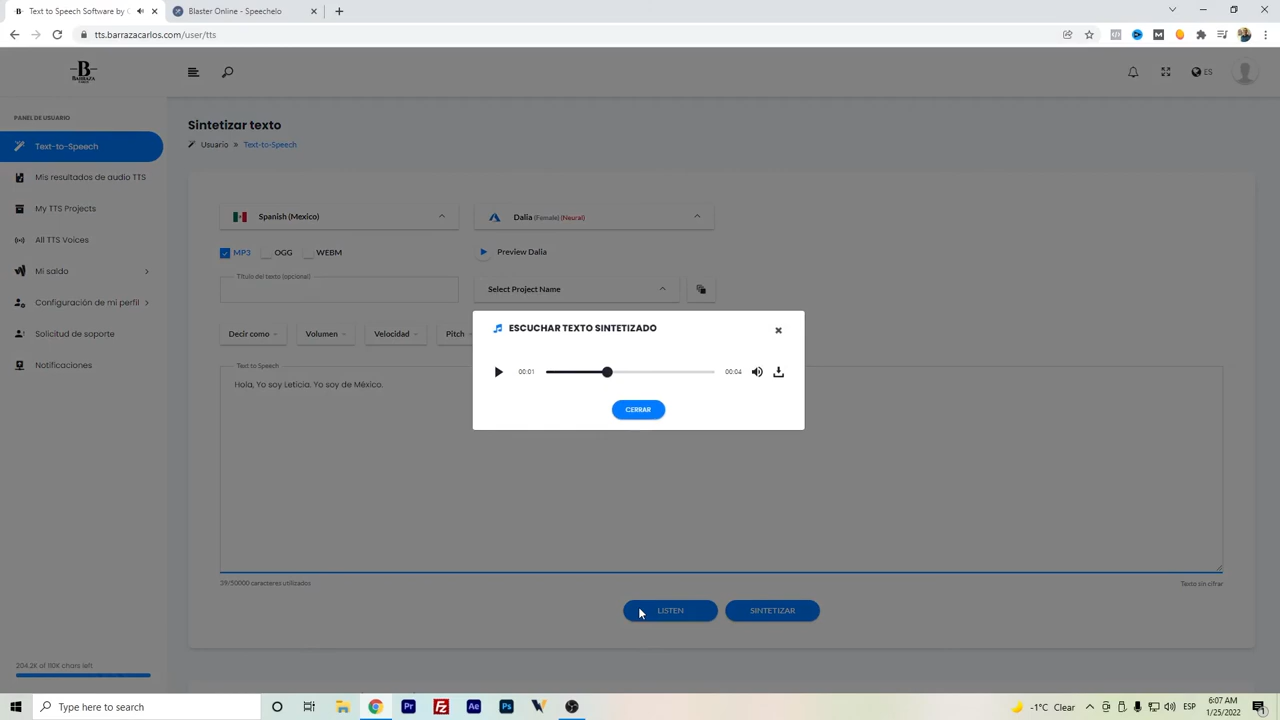 Text to Speech Software by C
Blaster Online - Speechelo
tts.barrazacarlos.com/user/tts
B
BARRAZA
ES
PANEL DE USUARIO
Text-to-Speech
Mis resultados de audio TTS
My TTS Projects
All TTS Voices
Mi saldo
Configuración de mi perfil
Solicitud de soporte
Notificaciones
204.2K of 110K chars left
Sintetizar texto
Usuario » Text-to-Speech
Spanish (Mexico)
Dalia (Female) (Neural)
MP3 OGG WEBM
Preview Dalia
Título del texto (opcional)
Select Project Name
Decir como
Volumen
Velocidad
Pitch
ESCUCHAR TEXTO SINTETIZADO
00:01
00:04
CERRAR
Text to Speech
Hola, Yo soy Leticia. Yo soy de México.
39/50000 caracteres utilizados
Texto sin cifrar
LISTEN
SINTETIZAR
Type here to search
Pr
Fz
Ae
Ps
-1°C Clear
ESP
6:07 AM
1/25/2022